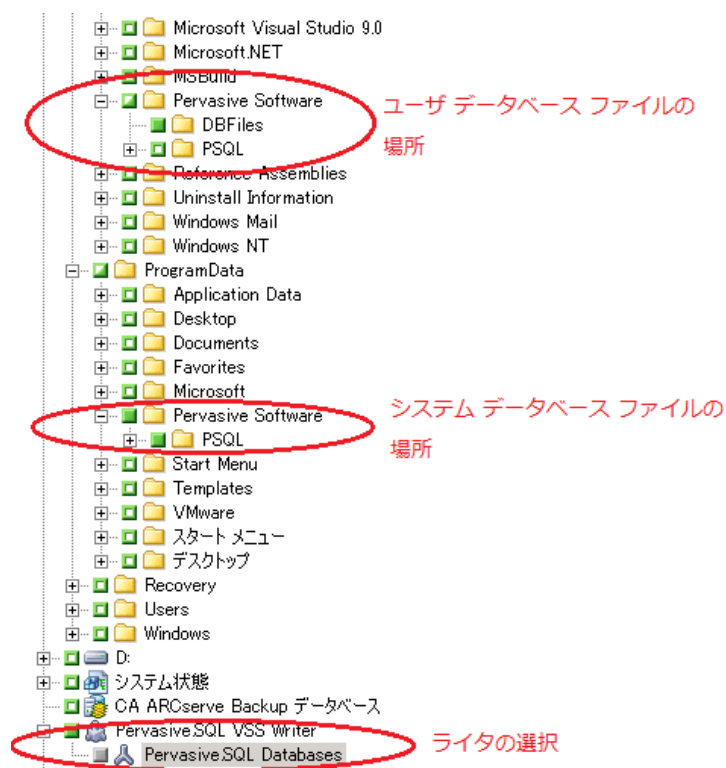 Microsoft Visual Studio 9.0
Microsoft.NET
MSBuild
Pervasive Software
DBFiles
PSQL
ユーザ データベース ファイルの
場所
Reference Assemblies
Uninstall Information
Windows Mail
Windows NT
ProgramData
Application Data
Desktop
Documents
Favorites
Microsoft
Pervasive Software
PSQL
システム データベース ファイルの
場所
Start Menu
Templates
VMware
スタート メニュー
デスクトップ
Recovery
Users
Windows
D:
システム状態
CA ARCserve Backup データベース
Pervasive.SQL VSS Writer
Pervasive.SQL Databases
ライタの選択